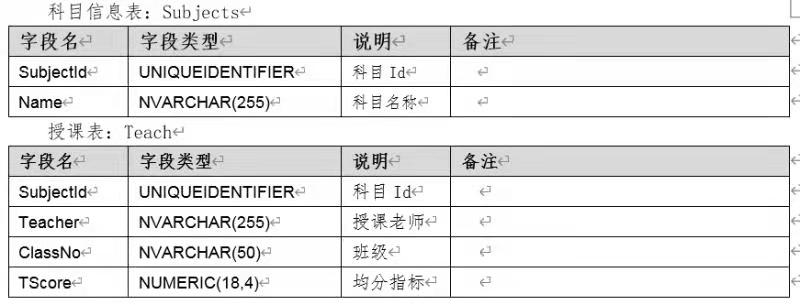 科目信息表：Subjects
字段名 字段类型 说明 备注
SubjectId UNIQUEIDENTIFIER 科目 Id
Name NVARCHAR(255) 科目名称
授课表：Teach
字段名 字段类型 说明 备注
SubjectId UNIQUEIDENTIFIER 科目 Id
Teacher NVARCHAR(255) 授课老师
ClassNo NVARCHAR(50) 班级
TScore NUMERIC(18,4) 均分指标